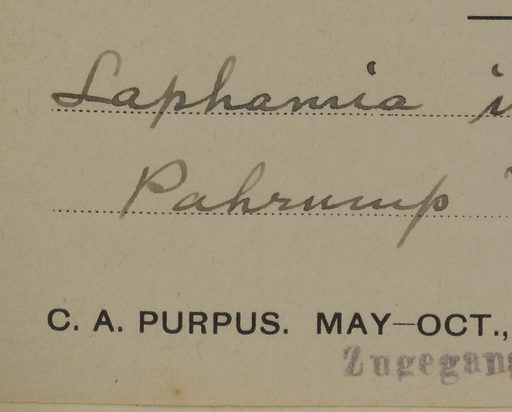 Laphamia i
Pahrump
C. A. PURPUS. MAY–OCT.,
Zugegang